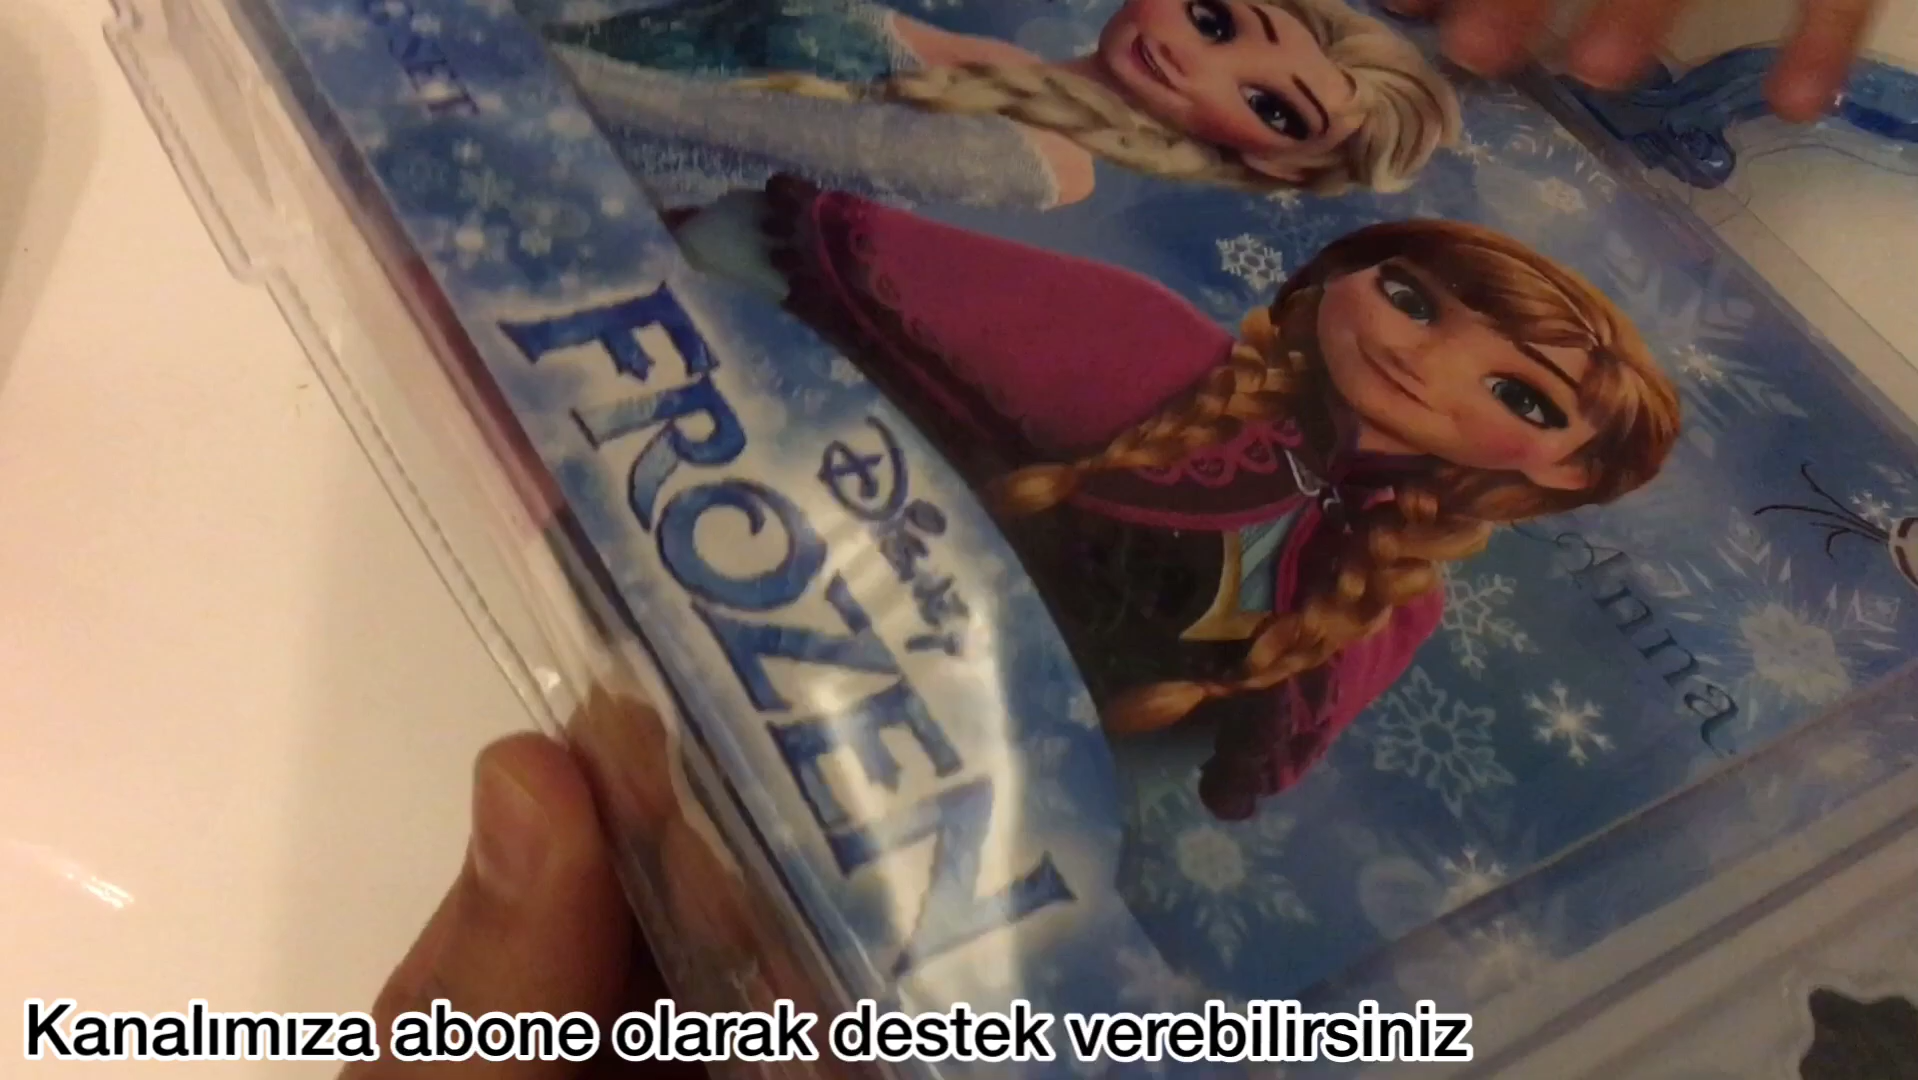 Disney
FROZEN
Anna
Kanalımıza abone olarak destek verebilirsiniz